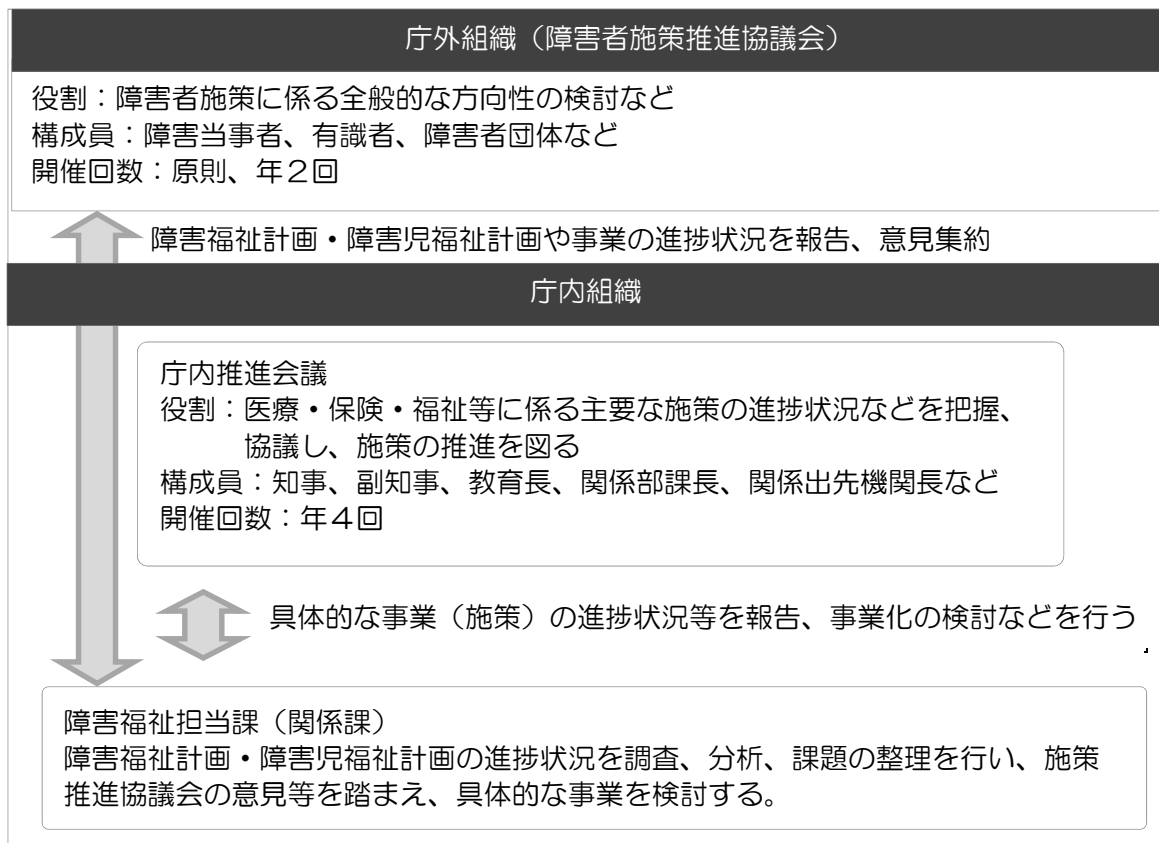 庁外組織（障害者施策推進協議会）
役割：障害者施策に係る全般的な方向性の検討など
構成員：障害当事者、有識者、障害者団体など
開催回数：原則、年２回
障害福祉計画・障害児福祉計画や事業の進捗状況を報告、意見集約
庁内組織
庁内推進会議
役割：医療・保険・福祉等に係る主要な施策の進捗状況などを把握、
協議し、施策の推進を図る
構成員：知事、副知事、教育長、関係部課長、関係出先機関長など
開催回数：年４回
具体的な事業（施策）の進捗状況等を報告、事業化の検討などを行う
障害福祉担当課（関係課）
障害福祉計画・障害児福祉計画の進捗状況を調査、分析、課題の整理を行い、施策
推進協議会の意見等を踏まえ、具体的な事業を検討する。